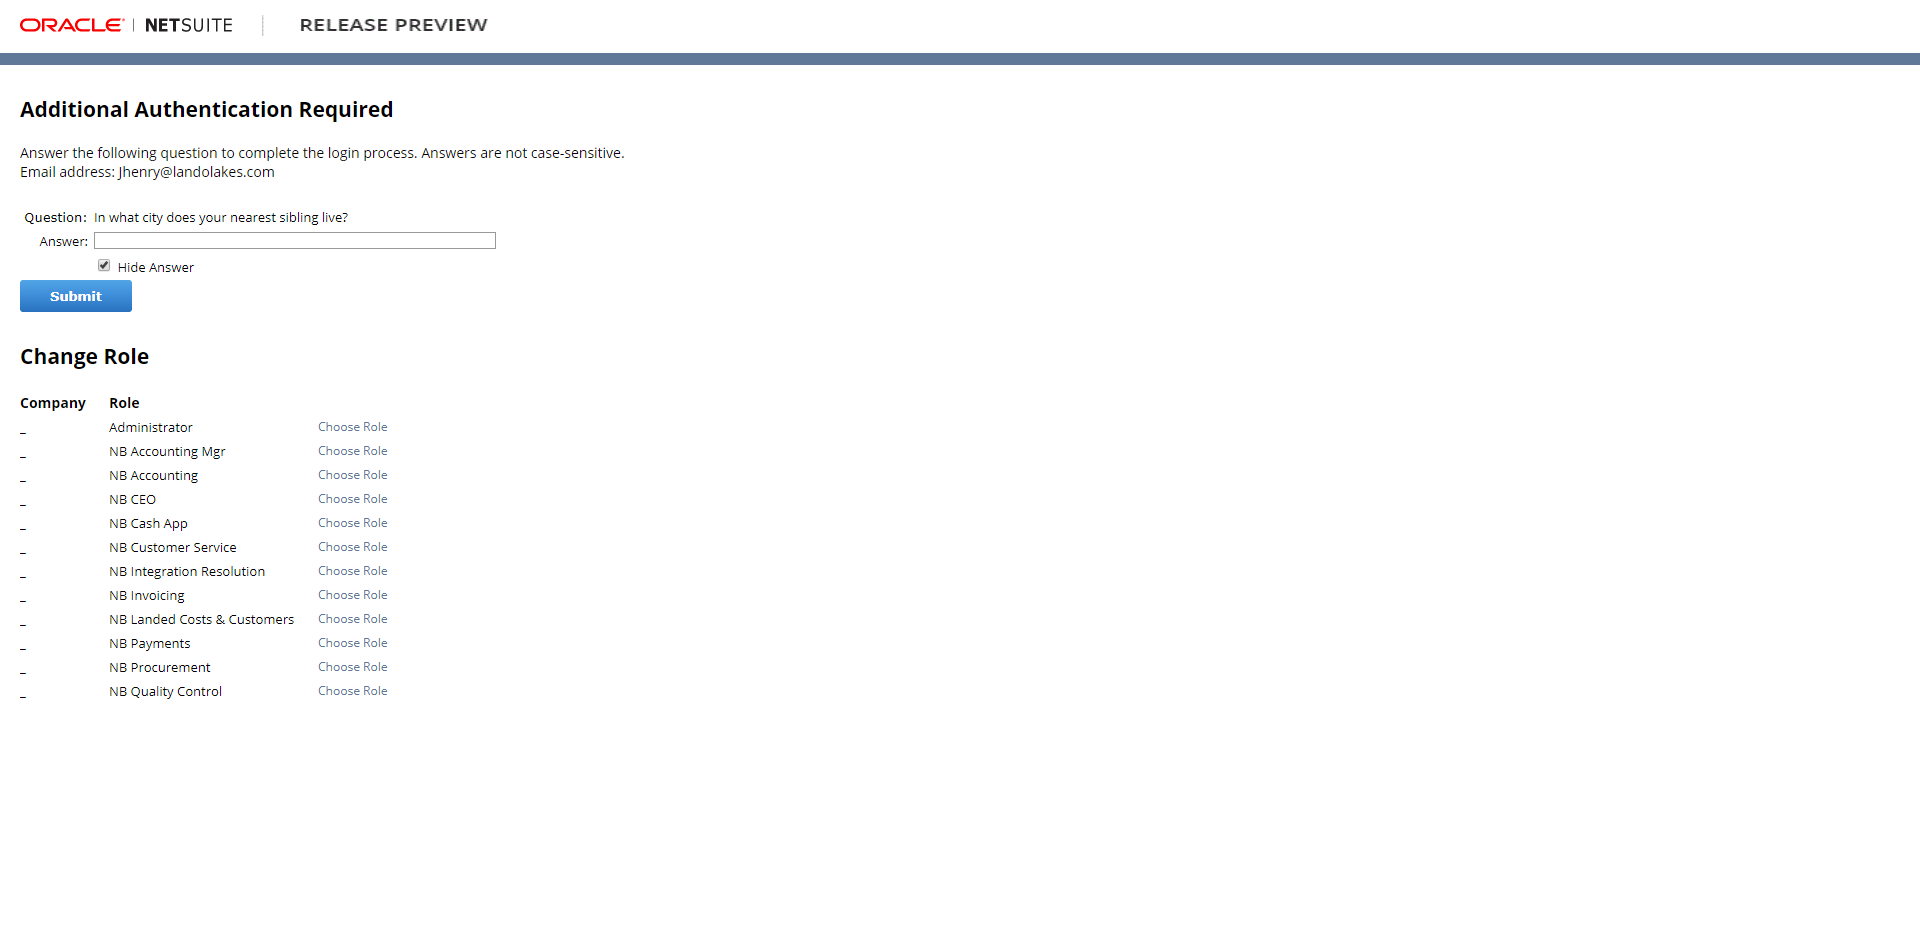 ORACLE | NETSUITE RELEASE PREVIEW
Additional Authentication Required
Answer the following question to complete the login process. Answers are not case-sensitive.
Email address: Jhenry@landolakes.com
Question: In what city does your nearest sibling live?
Answer:
Hide Answer
Submit
Change Role
Company Role
_ Administrator Choose Role
_ NB Accounting Mgr Choose Role
_ NB Accounting Choose Role
_ NB CEO Choose Role
_ NB Cash App Choose Role
_ NB Customer Service Choose Role
_ NB Integration Resolution Choose Role
_ NB Invoicing Choose Role
_ NB Landed Costs & Customers Choose Role
_ NB Payments Choose Role
_ NB Procurement Choose Role
_ NB Quality Control Choose Role